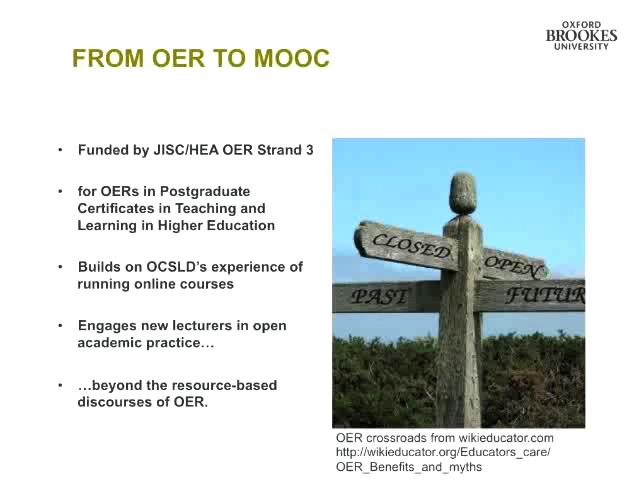 FROM OER TO MOOC
OXFORD
BROOKES
UNIVERSITY
• Funded by JISC/HEA OER Strand 3
• for OERs in Postgraduate
Certificates in Teaching and
Learning in Higher Education
• Builds on OCSLD's experience of
running online courses
• Engages new lecturers in open
academic practice…
• …beyond the resource-based
discourses of OER.
CLOSED
OPEN
PAST
FUTUR
OER crossroads from wikieducator.com
http://wikieducator.org/Educators_care/
OER_Benefits_and_myths